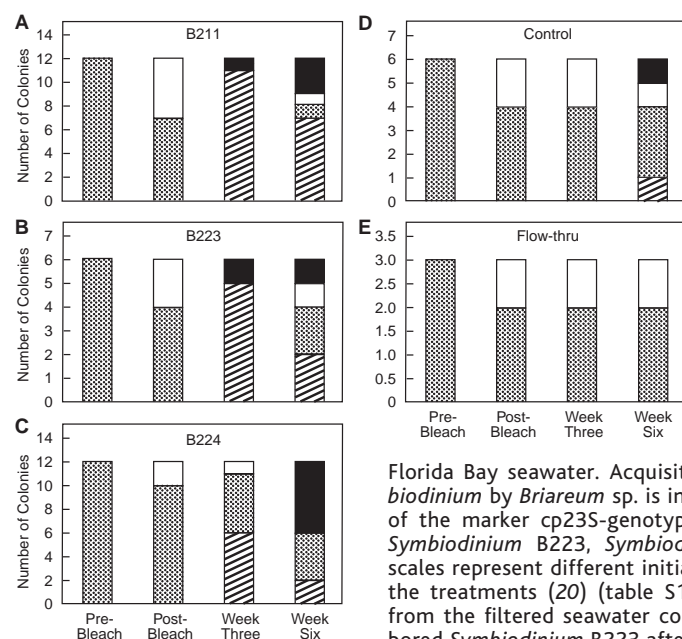 A
B211
14
12
10
8
6
4
2
0
Number of Colonies
B
B223
7
6
5
4
3
2
1
0
Number of Colonies
C
B224
14
12
10
8
6
4
2
0
Number of Colonies
Pre-
Bleach
Post-
Bleach
Week
Three
Week
Six
D
Control
7
6
5
4
3
2
1
0
E
Flow-thru
3.5
3.0
2.5
2.0
1.5
1.0
0.5
0
Pre-
Bleach
Post-
Bleach
Week
Three
Week
Six
Florida Bay seawater. Acquisit
biodinium by Briareum sp. is in
of the marker cp23S-genotyp
Symbiodinium B223, Symbioc
scales represent different initia
the treatments (20) (table S1
from the filtered seawater co
bored Symbiodinium B223 afte